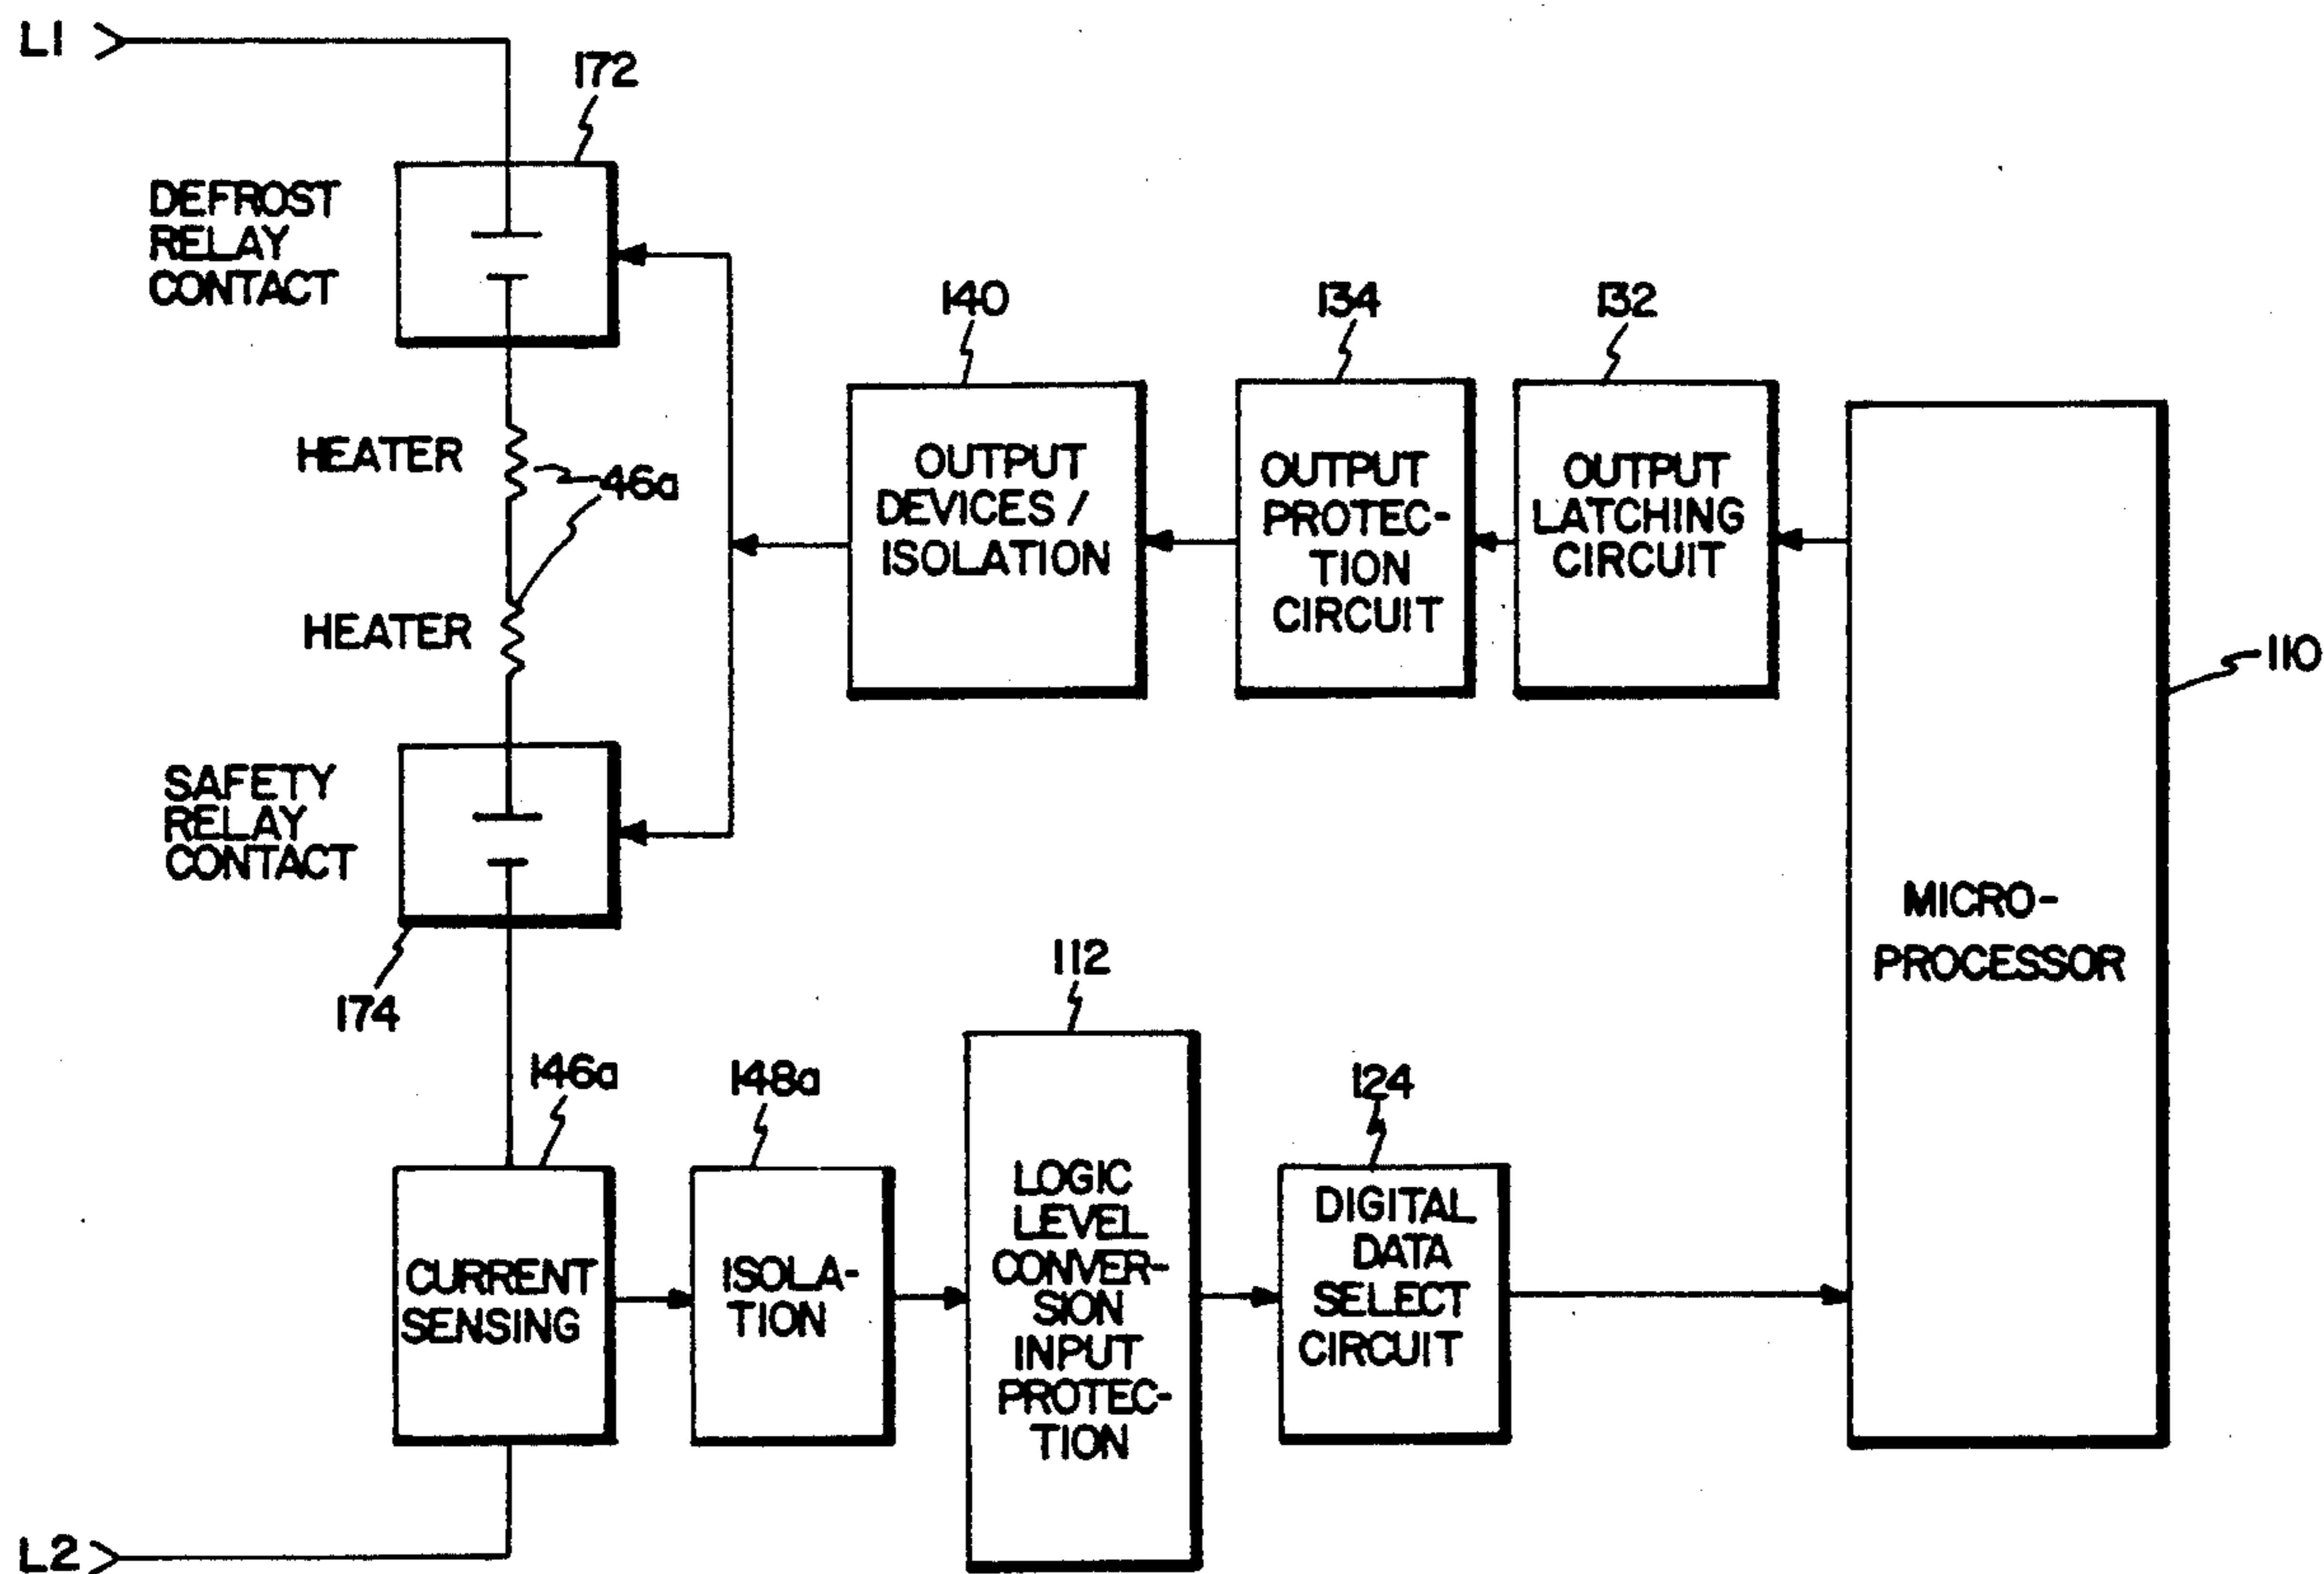 L1
172
DEFROST
RELAY
CONTACT
140
134
132
HEATER
46a
OUTPUT
DEVICES /
ISOLATION
OUTPUT
PROTEC-
TION
CIRCUIT
OUTPUT
LATCHING
CIRCUIT
HEATER
110
SAFETY
RELAY
CONTACT
MICRO-
PROCESSOR
174
112
146a
148a
124
CURRENT
SENSING
ISOLA-
TION
LOGIC
LEVEL
CONVER-
SION
INPUT
PROTEC-
TION
DIGITAL
DATA
SELECT
CIRCUIT
L2